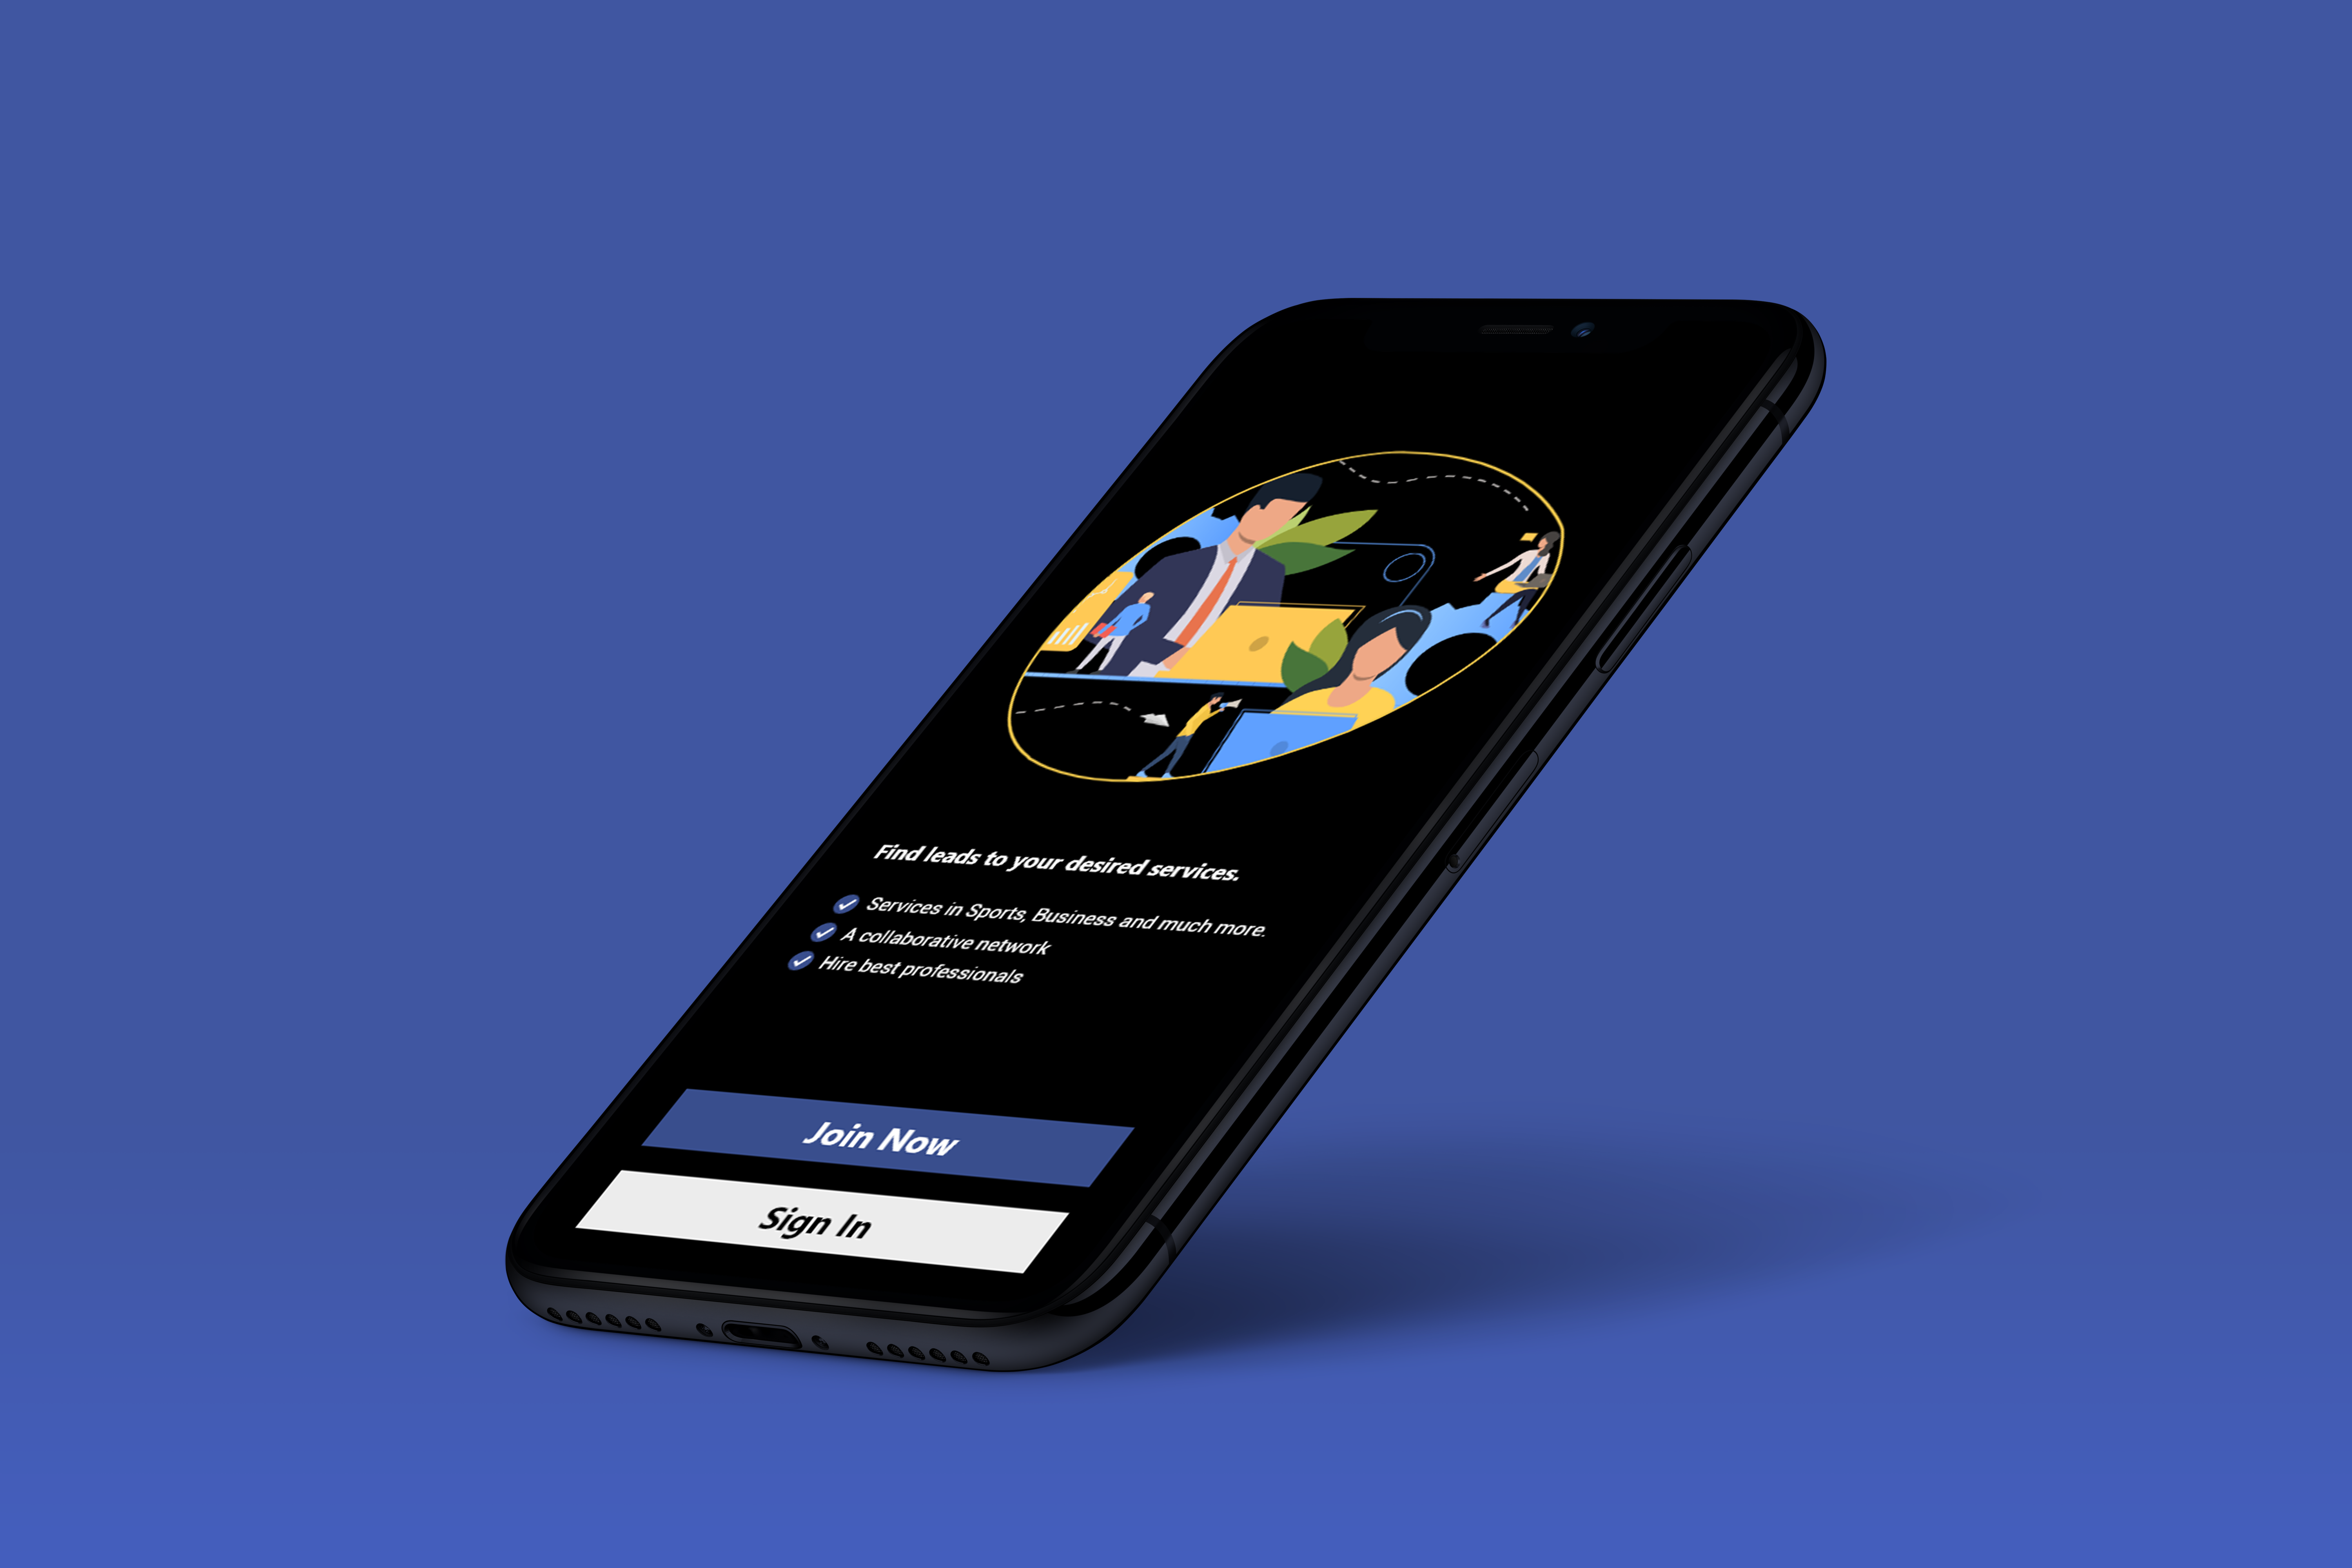 Find leads to your desired services.
Services in Sports, Business and much more.
A collaborative network
Hire best professionals
Join Now
Sign In